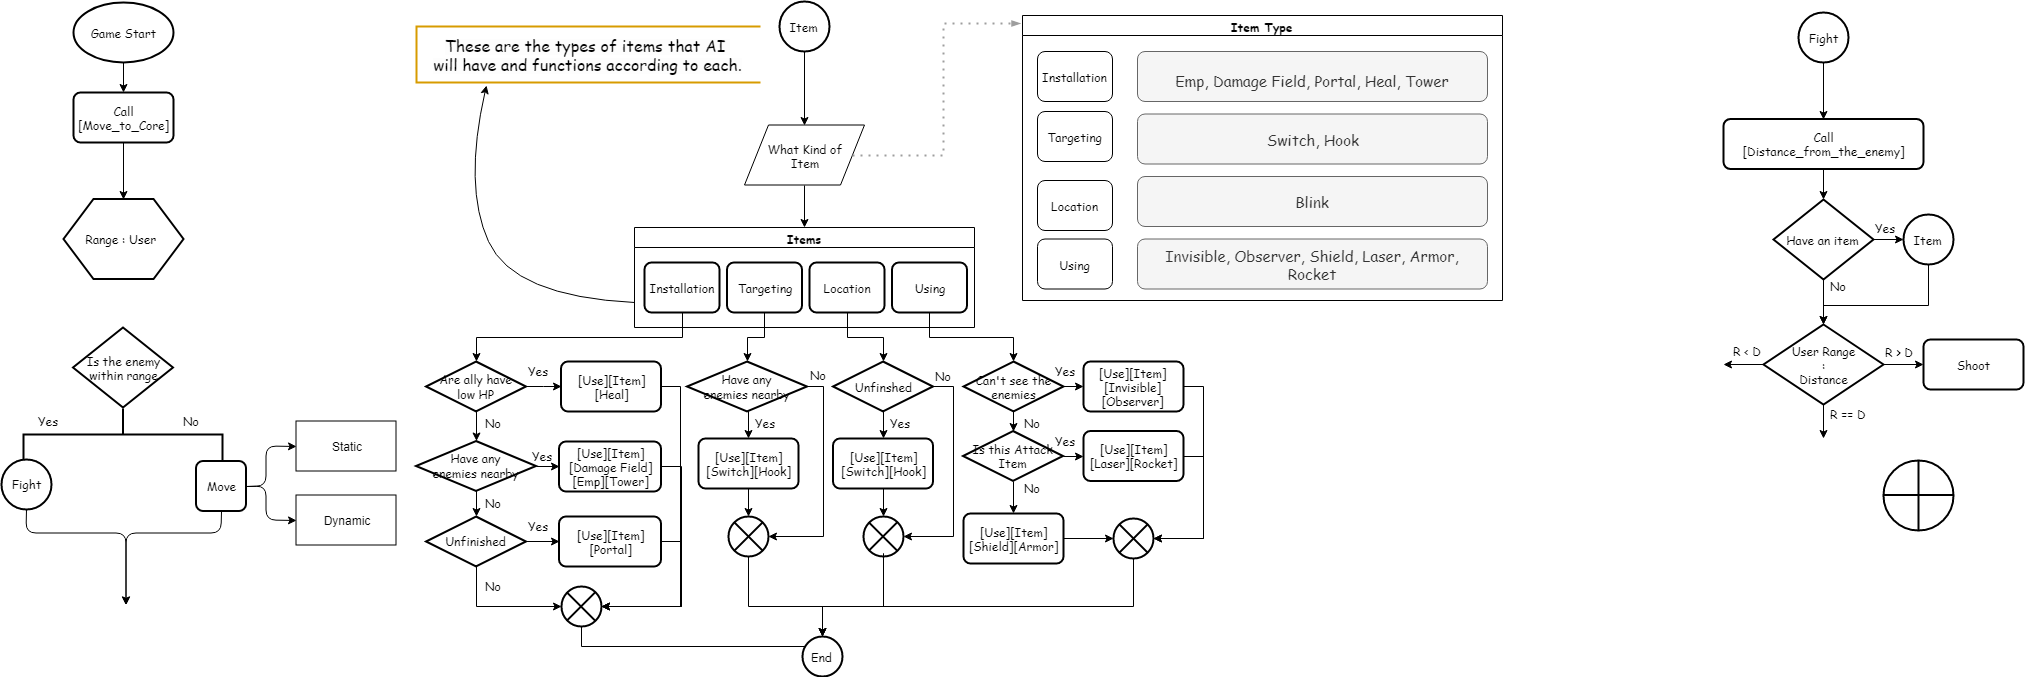 Game Start
Call
[Move_to_Core]
Range : User
Is the enemy
within range
Yes
No
Fight
Move
Static
Dynamic
These are the types of items that AI
will have and functions according to each.
Item
What Kind of
Item
Items
Installation
Targeting
Location
Using
Are ally have
low HP
Yes
[Use][Item]
[Heal]
No
Have any
enemies nearby
Yes
[Use][Item]
[Damage Field]
[Emp][Tower]
No
Unfinished
Yes
[Use][Item]
[Portal]
No
Have any
enemies nearby
No
Yes
[Use][Item]
[Switch][Hook]
Unfinshed
No
Yes
[Use][Item]
[Switch][Hook]
Can't see the
enemies
Yes
[Use][Item]
[Invisible]
[Observer]
No
Is this Attack
Item
Yes
[Use][Item]
[Laser][Rocket]
No
[Use][Item]
[Shield][Armor]
End
Item Type
Installation
Emp, Damage Field, Portal, Heal, Tower
Targeting
Switch, Hook
Location
Blink
Using
Invisible, Observer, Shield, Laser, Armor,
Rocket
Fight
Call
[Distance_from_the_enemy]
Have an item
Yes
Item
No
User Range
:
Distance
R < D
R > D
Shoot
R == D